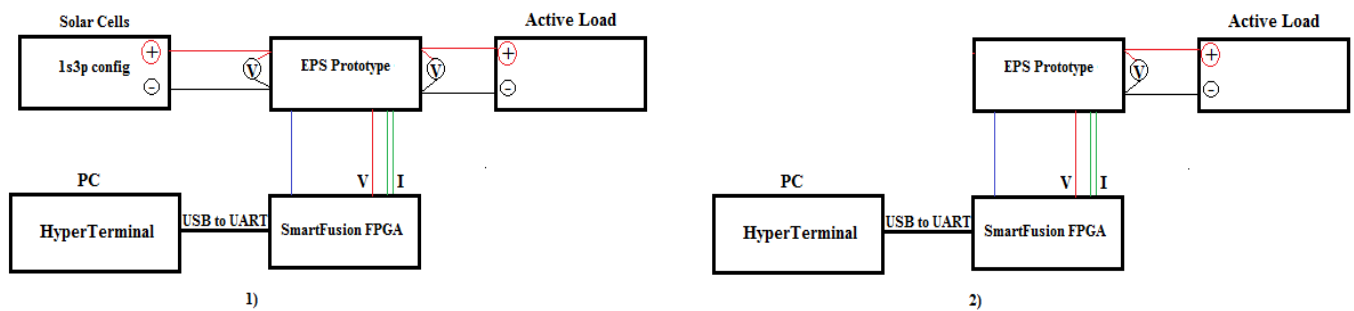 Solar Cells
Active Load
1s3p config
+
-
V
EPS Prototype
V
+
-
V
I
PC
HyperTerminal
USB to UART
SmartFusion FPGA
1)
Active Load
EPS Prototype
V
+
-
V
I
PC
HyperTerminal
USB to UART
SmartFusion FPGA
2)